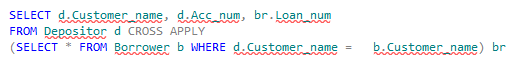 SELECT d.Customer_name, d.Acc_num, br.Loan_num
FROM Depositor d CROSS APPLY
(SELECT * FROM Borrower b WHERE d.Customer_name =   b.Customer_name) br